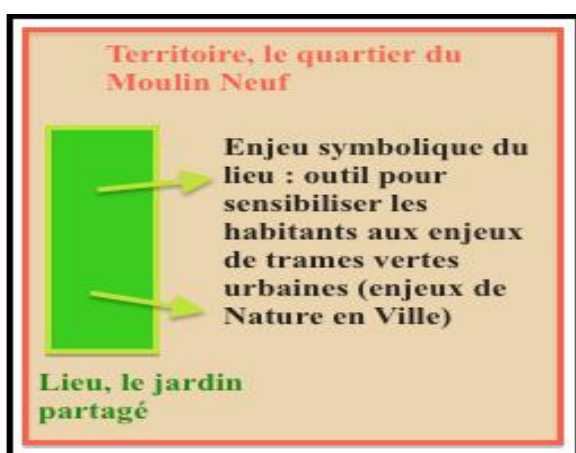 Territoire, le quartier du
Moulin Neuf
Enjeu symbolique du
lieu : outil pour
sensibiliser les
habitants aux enjeux
de trames vertes
urbaines (enjeux de
Nature en Ville)
Lieu, le jardin
partagé